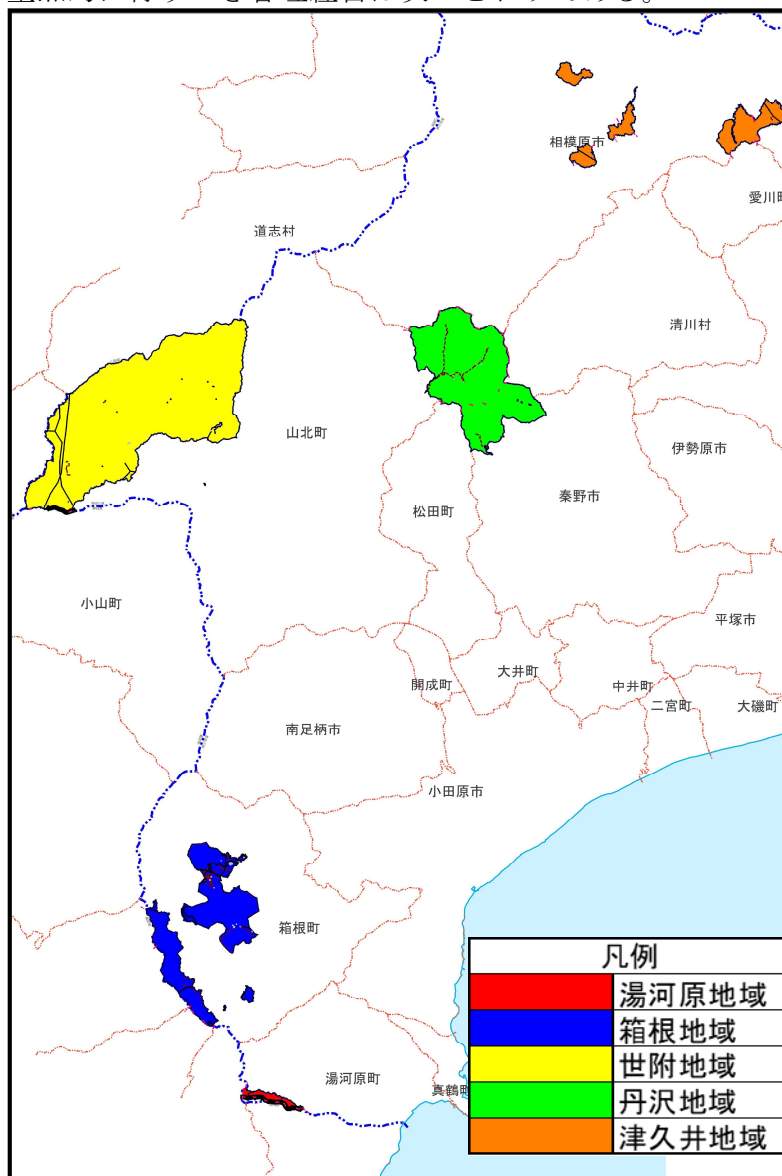 相模原市
愛川町
道志村
清川村
山北町
伊勢原市
秦野市
松田町
小山町
平塚市
大井町
開成町
中井町
二宮町
大磯町
南足柄市
小田原市
箱根町
湯河原町
真鶴町
凡例
湯河原地域
箱根地域
世附地域
丹沢地域
津久井地域